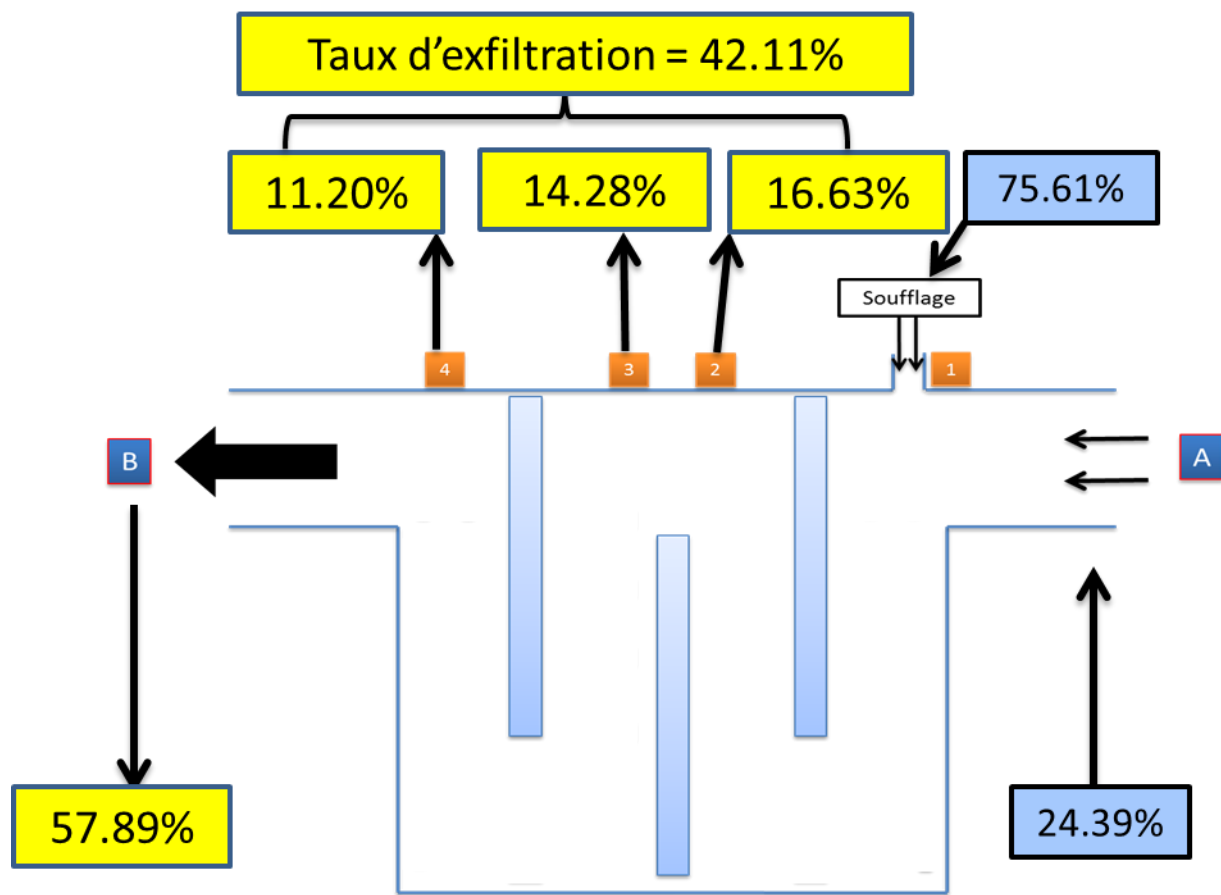 Taux d'exfiltration = 42.11%
11.20%
14.28%
16.63%
75.61%
Soufflage
4
3
2
1
B
A
57.89%
24.39%